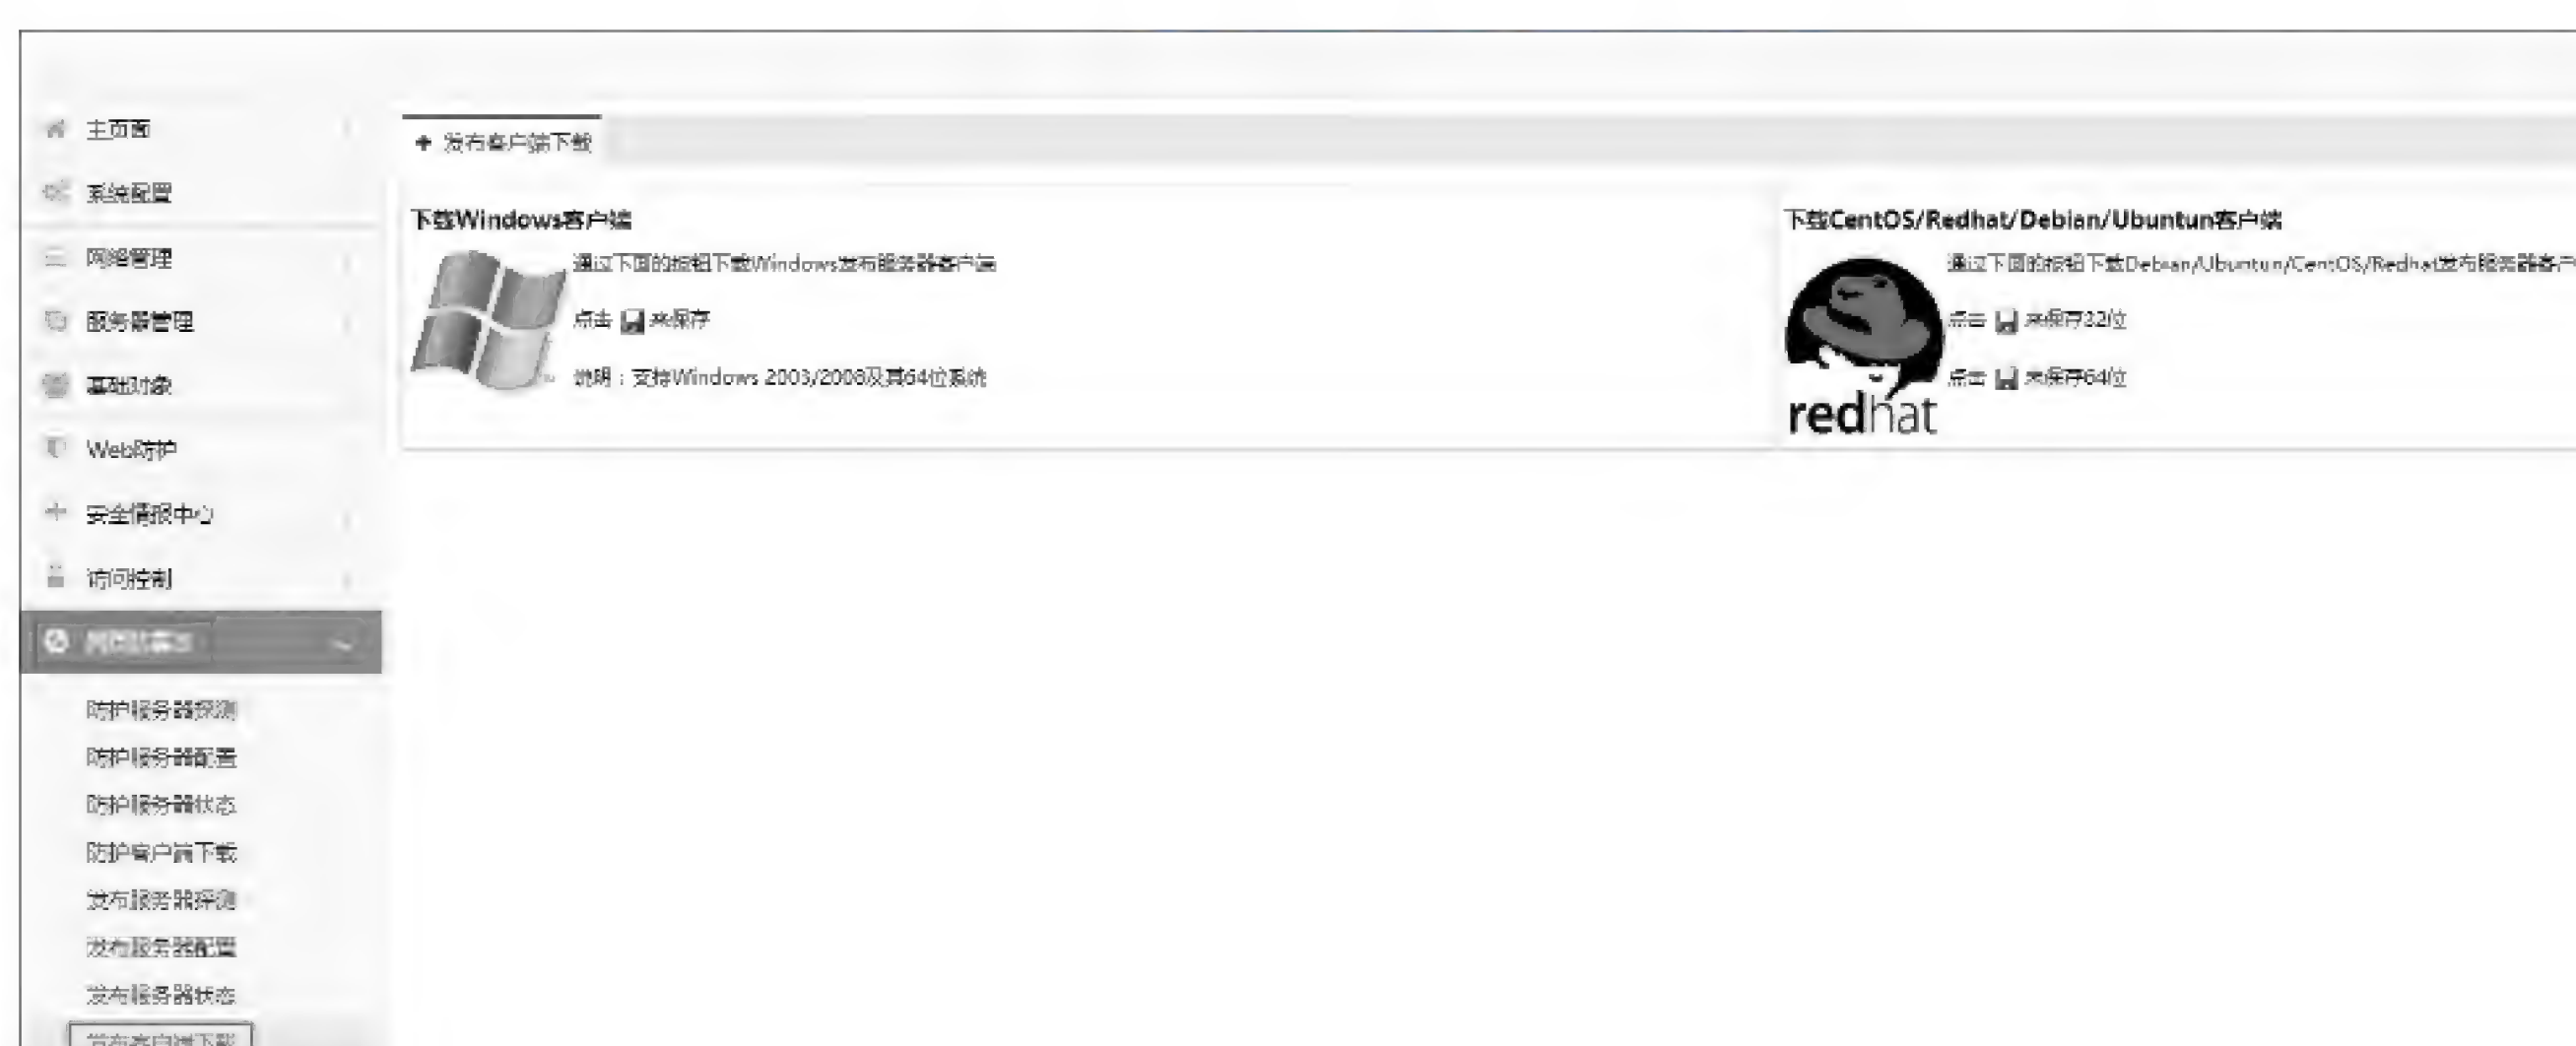 主页面
系统配置
网络管理
服务器管理
基础对象
Web防护
安全情报中心
访问控制
防护服务器探测
防护服务器配置
防护服务器状态
防护客户端下载
发布服务器探测
发布服务器配置
发布服务器状态
发布客户端下载
发布客户端下载
下载Windows客户端
通过下面的按钮下载Windows发布服务器客户端
点击 来保存
说明：支持Windows 2003/2008及其64位系统
下载CentOS/Redhat/Debian/Ubuntun客户端
通过下面的按钮下载Debian/Ubuntun/CentOS/Redhat发布服务器客户
点击 来保存32位
点击 来保存64位
redhat